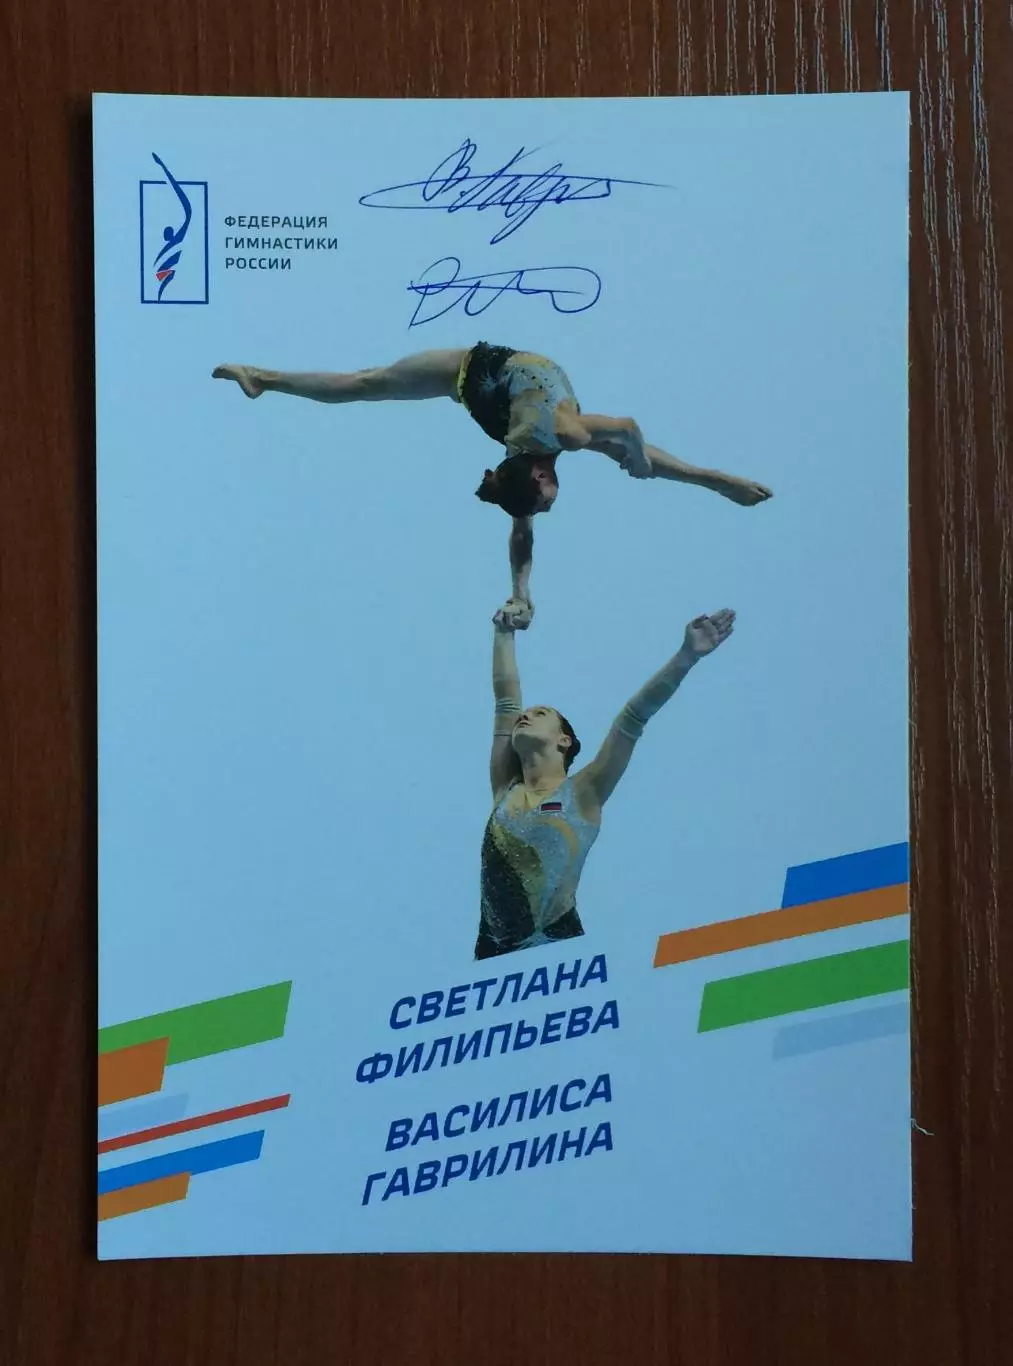 ФЕДЕРАЦИЯ
ГИМНАСТИКИ
РОССИИ
СВЕТЛАНА
ФИЛИПЬЕВА
ВАСИЛИСА
ГАВРИЛИНА